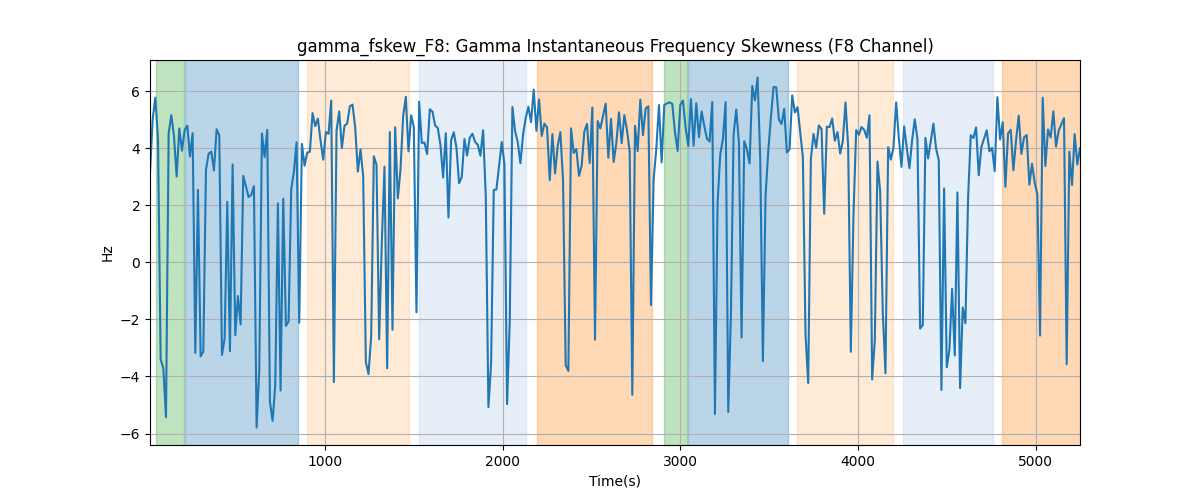 gamma_fskew_F8: Gamma Instantaneous Frequency Skewness (F8 Channel)
6
4
2
0
−2
−4
−6
Hz
1000 2000 3000 4000 5000
Time(s)